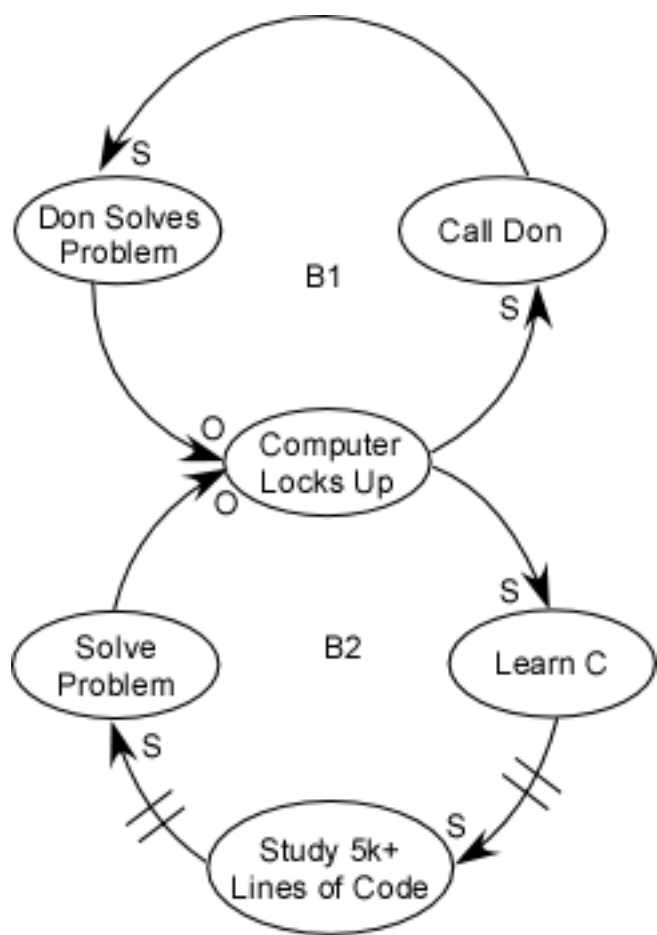 S
Don Solves
Problem
Call Don
B1
S
O
Computer
Locks Up
O
S
Solve
Problem
B2
Learn C
S
S
Study 5k+
Lines of Code